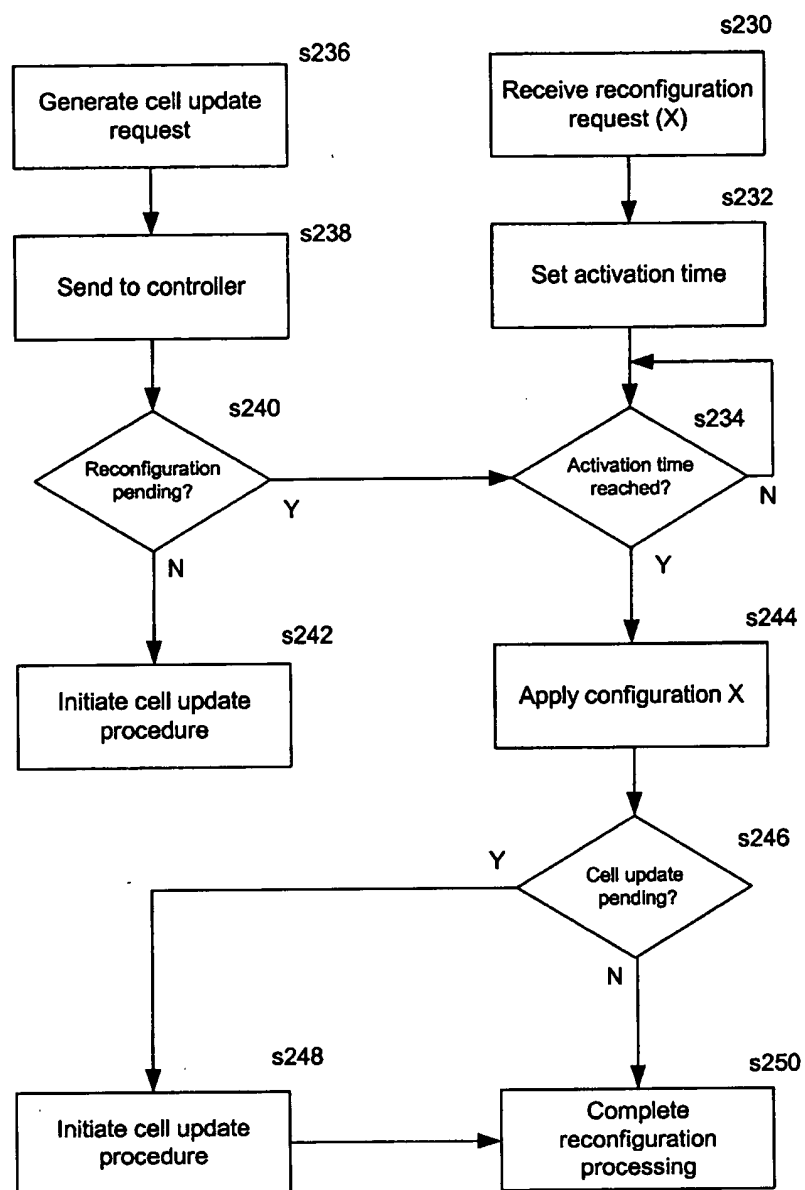 s236
Generate cell update
request
s230
Receive reconfiguration
request (X)
s238
Send to controller
s232
Set activation time
s240
Reconfiguration
pending?
Y
N
s234
Activation time
reached?
N
Y
s242
Initiate cell update
procedure
s244
Apply configuration X
s246
Cell update
pending?
Y
N
s248
Initiate cell update
procedure
s250
Complete
reconfiguration
processing